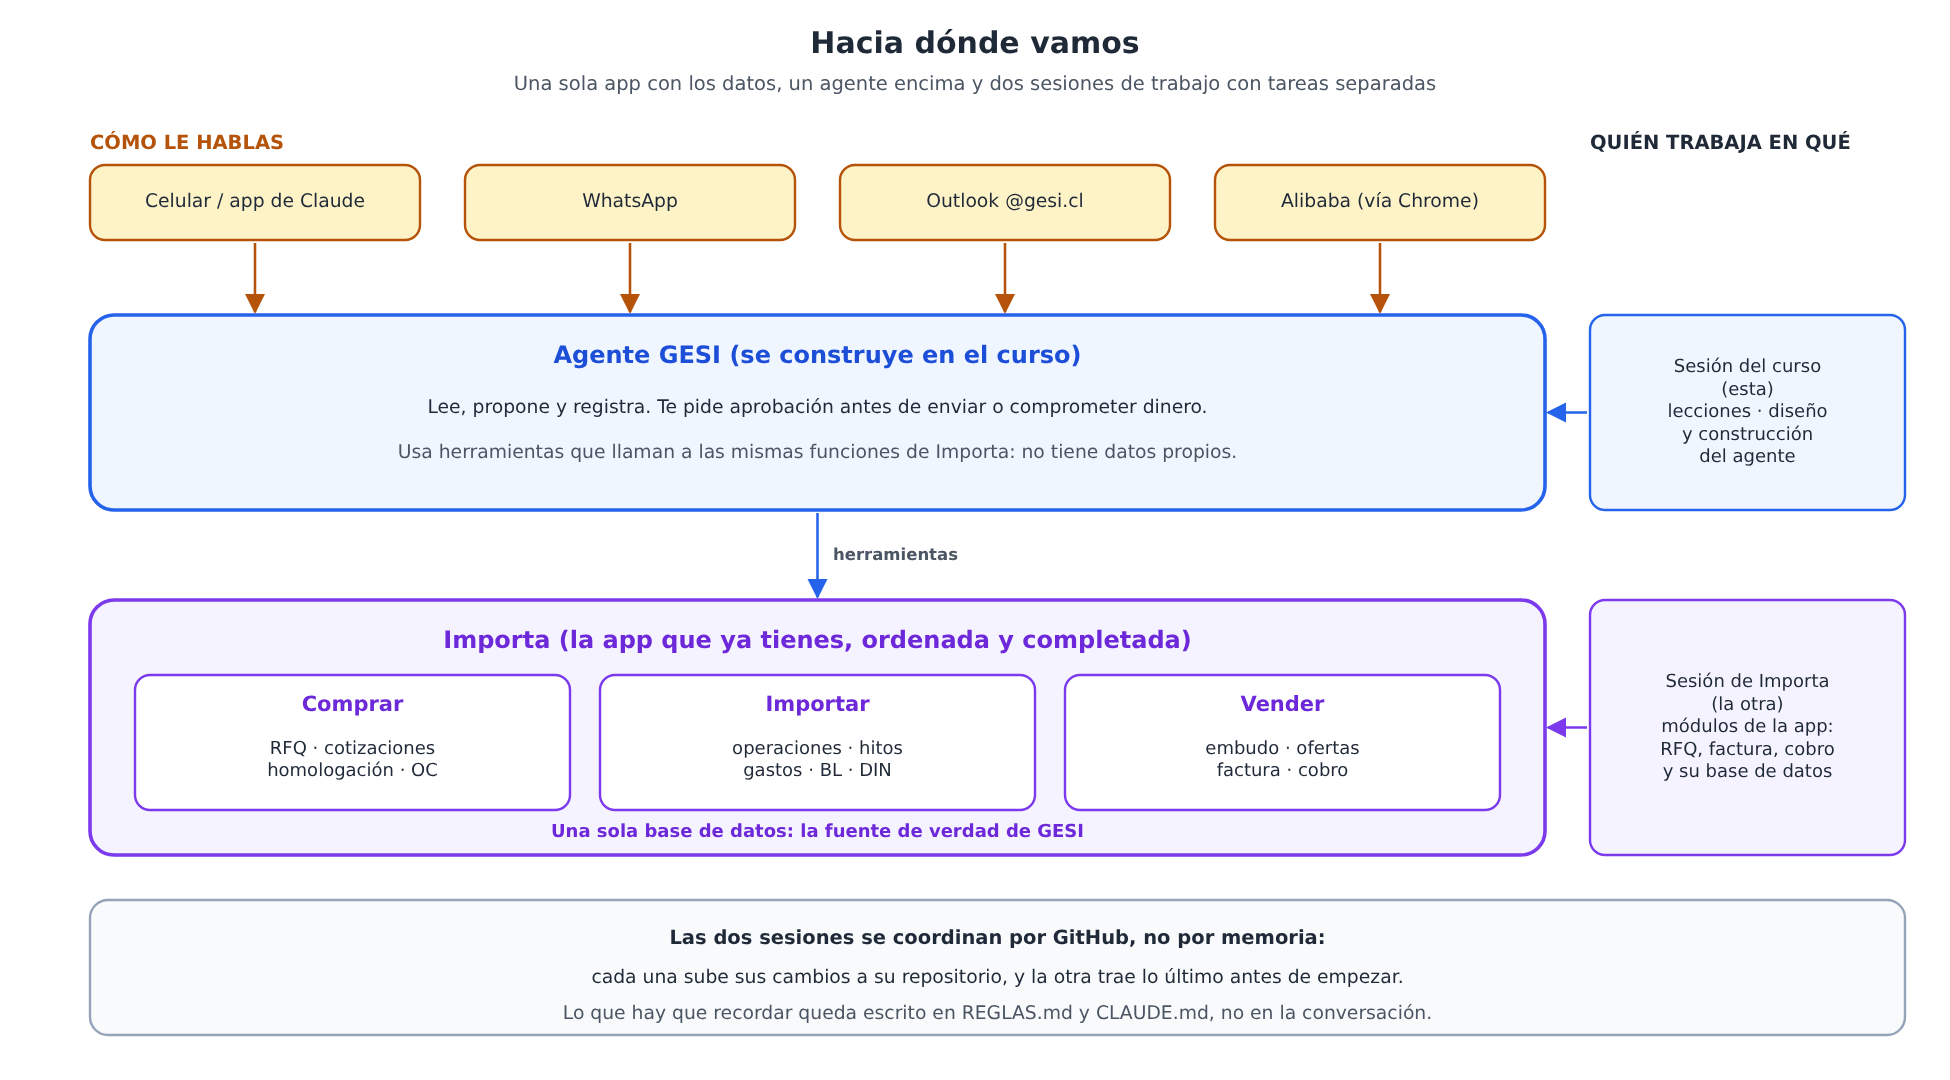 Hacia dónde vamos
Una sola app con los datos, un agente encima y dos sesiones de trabajo con tareas separadas
CÓMO LE HABLAS
QUIÉN TRABAJA EN QUÉ
Celular / app de Claude
WhatsApp
Outlook @gesi.cl
Alibaba (vía Chrome)
Agente GESI (se construye en el curso)
Lee, propone y registra. Te pide aprobación antes de enviar o comprometer dinero.
Usa herramientas que llaman a las mismas funciones de Importa: no tiene datos propios.
Sesión del curso
(esta)
lecciones · diseño
y construcción
del agente
herramientas
Importa (la app que ya tienes, ordenada y completada)
Comprar
RFQ · cotizaciones
homologación · OC
Importar
operaciones · hitos
gastos · BL · DIN
Vender
embudo · ofertas
factura · cobro
Una sola base de datos: la fuente de verdad de GESI
Sesión de Importa
(la otra)
módulos de la app:
RFQ, factura, cobro
y su base de datos
Las dos sesiones se coordinan por GitHub, no por memoria:
cada una sube sus cambios a su repositorio, y la otra trae lo último antes de empezar.
Lo que hay que recordar queda escrito en REGLAS.md y CLAUDE.md, no en la conversación.